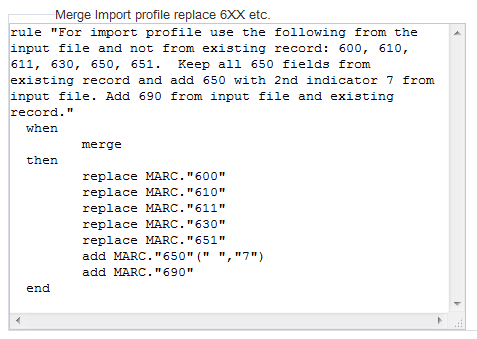 Merge Import profile replace 6XX etc.
rule "For import profile use the following from the
input file and not from existing record: 600, 610,
611, 630, 650, 651.  Keep all 650 fields from
existing record and add 650 with 2nd indicator 7 from
input file. Add 690 from input file and existing
record."
when
merge
then
replace MARC."600"
replace MARC."610"
replace MARC."611"
replace MARC."630"
replace MARC."651"
add MARC."650"(" ","7")
add MARC."690"
end